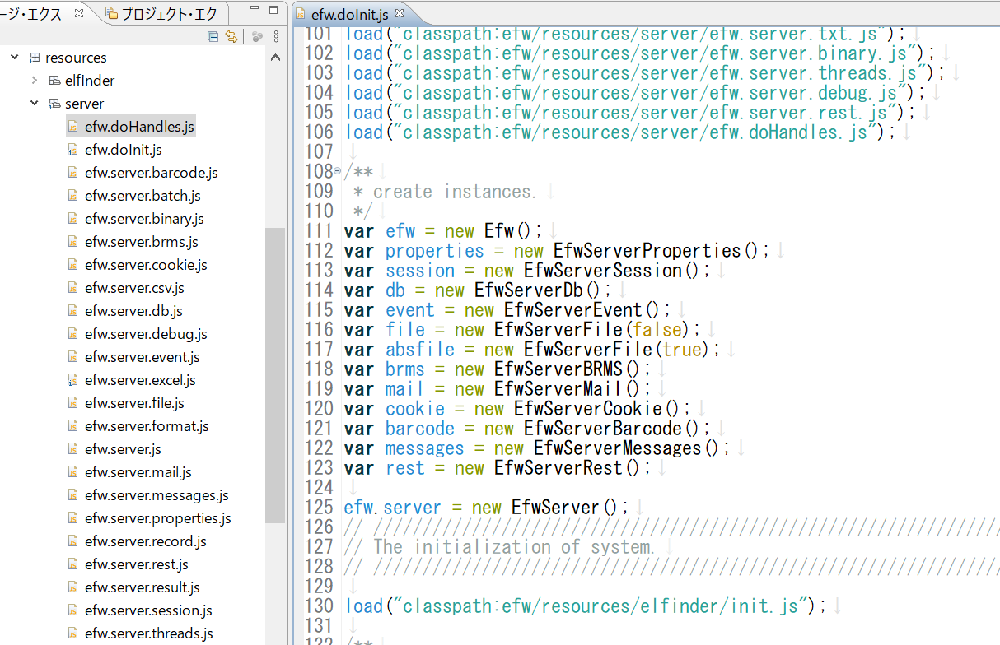 ージ・エクス
プロジェクト・エク
resources
elfinder
server
efw.doHandles.js
efw.doInit.js
efw.server.barcode.js
efw.server.batch.js
efw.server.binary.js
efw.server.brms.js
efw.server.cookie.js
efw.server.csv.js
efw.server.db.js
efw.server.debug.js
efw.server.event.js
efw.server.excel.js
efw.server.file.js
efw.server.format.js
efw.server.js
efw.server.mail.js
efw.server.messages.js
efw.server.properties.js
efw.server.record.js
efw.server.rest.js
efw.server.result.js
efw.server.session.js
efw.server.threads.js
efw.doInit.js
101 load("classpath:efw/resources/server/efw.server.txt.js");↓
102 load("classpath:efw/resources/server/efw.server.binary.js");↓
103 load("classpath:efw/resources/server/efw.server.threads.js");↓
104 load("classpath:efw/resources/server/efw.server.debug.js");↓
105 load("classpath:efw/resources/server/efw.server.rest.js");↓
106 load("classpath:efw/resources/server/efw.doHandles.js");↓
107 ↓
108 /**↓
109  * create instances. ↓
110  */↓
111 var efw = new Efw();↓
112 var properties = new EfwServerProperties();↓
113 var session = new EfwServerSession();↓
114 var db = new EfwServerDb();↓
115 var event = new EfwServerEvent();↓
116 var file = new EfwServerFile(false);↓
117 var absfile = new EfwServerFile(true);↓
118 var brms = new EfwServerBRMS();↓
119 var mail = new EfwServerMail();↓
120 var cookie = new EfwServerCookie();↓
121 var barcode = new EfwServerBarcode();↓
122 var messages = new EfwServerMessages();↓
123 var rest = new EfwServerRest();↓
124 ↓
125 efw.server = new EfwServer();↓
126 // ////////////////////////////////////////////////////////////////
127 // The initialization of system. ↓
128 // ////////////////////////////////////////////////////////////////
129 ↓
130 load("classpath:efw/resources/elfinder/init.js");↓
131 ↓
132 /**